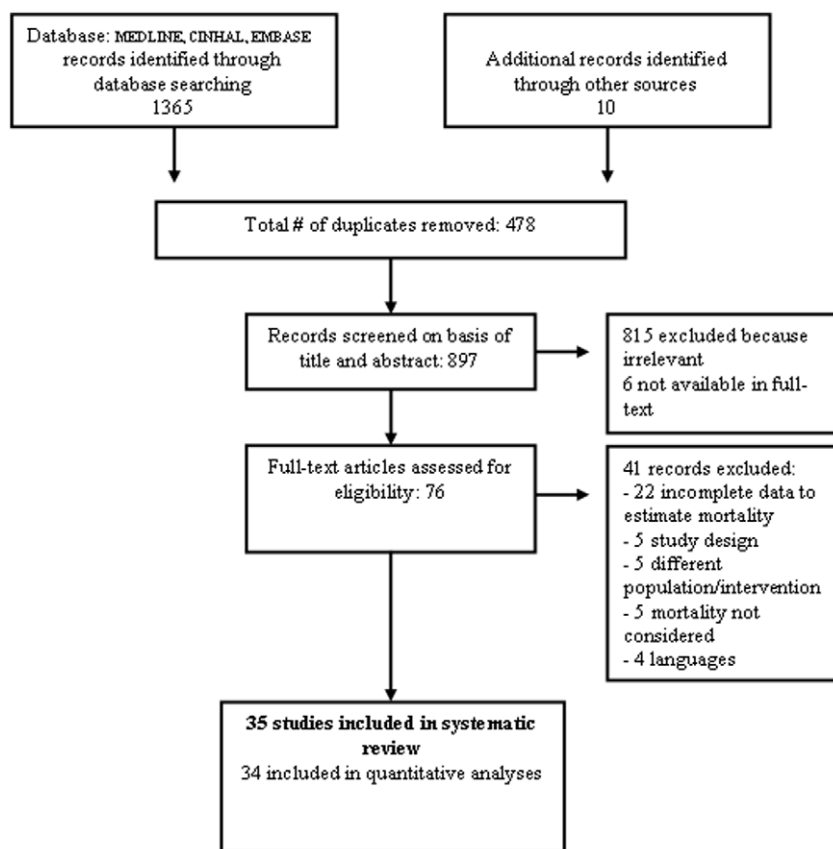 Database: MEDLINE, CINHAL, EMBASE
records identified through
database searching
1365
Additional records identified
through other sources
10
Total # of duplicates removed: 478
Records screened on basis of
title and abstract: 897
815 excluded because
irrelevant
6 not available in full-
text
Full-text articles assessed for
eligibility: 76
41 records excluded:
- 22 incomplete data to
estimate mortality
- 5 study design
- 5 different
population/intervention
- 5 mortality not
considered
- 4 languages
35 studies included in systematic
review
34 included in quantitative analyses